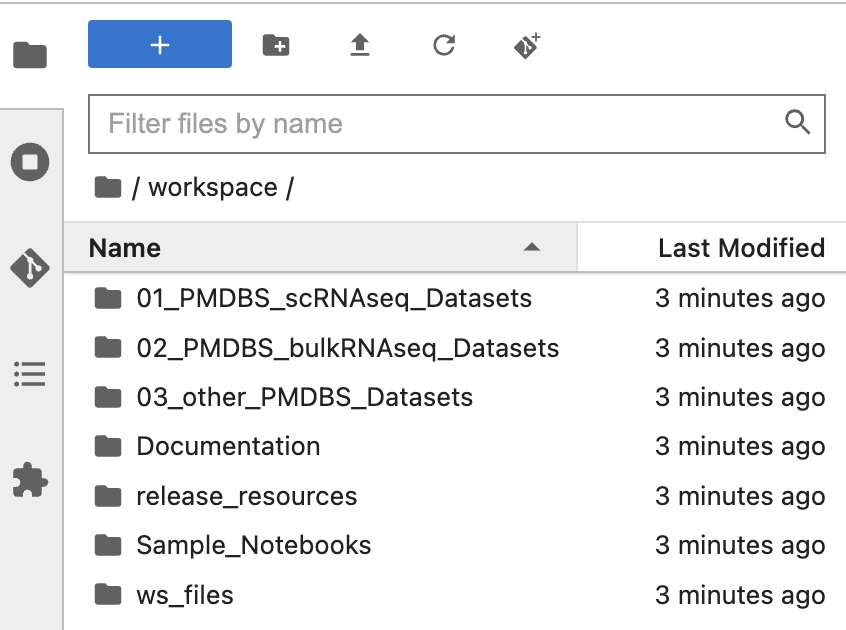 Filter files by name
/ workspace /
Name Last Modified
01_PMDBS_scRNAseq_Datasets 3 minutes ago
02_PMDBS_bulkRNAseq_Datasets 3 minutes ago
03_other_PMDBS_Datasets 3 minutes ago
Documentation 3 minutes ago
release_resources 3 minutes ago
Sample_Notebooks 3 minutes ago
ws_files 3 minutes ago